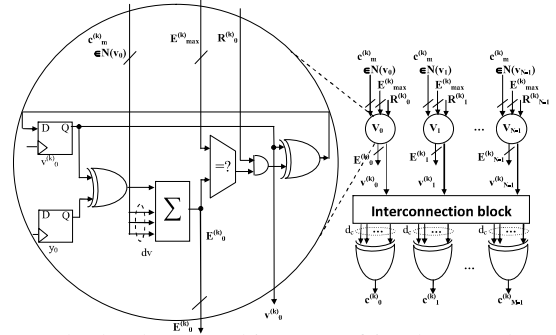 c(k)m
∈N(v0)
E(k)max
R(k)0
D Q
v(k)0
D Q
y0
Σ
dv
=?
E(k)0
E(k)0
v(k)0
c(k)m
∈N(v0)
E(k)max
R(k)0
c(k)m
∈N(v1)
E(k)max
R(k)1
c(k)m
∈N(vN-1)
E(k)max
R(k)N-1
V0
V1
...
VN-1
E(k)0
E(k)1
E(k)N-1
v(k)0
v(k)1
v(k)N-1
Interconnection block
dc ...
dc ...
dc ...
...
c(k)0
c(k)1
c(k)M-1